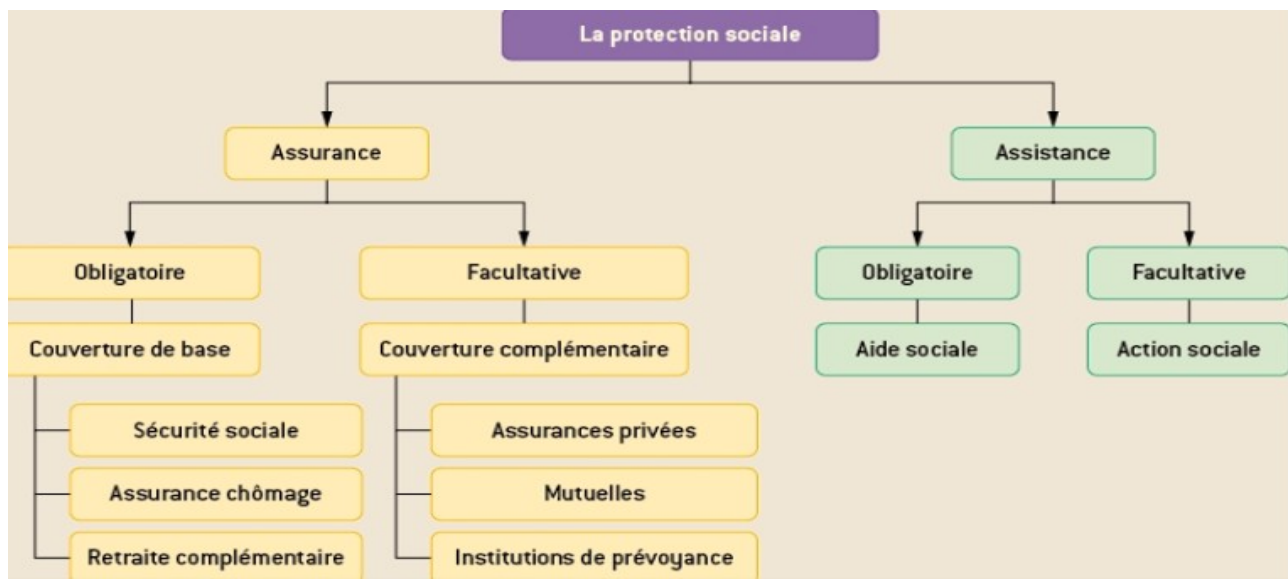 La protection sociale
Assurance
Assistance
Obligatoire
Facultative
Obligatoire
Facultative
Couverture de base
Couverture complémentaire
Aide sociale
Action sociale
Sécurité sociale
Assurances privées
Assurance chômage
Mutuelles
Retraite complémentaire
Institutions de prévoyance